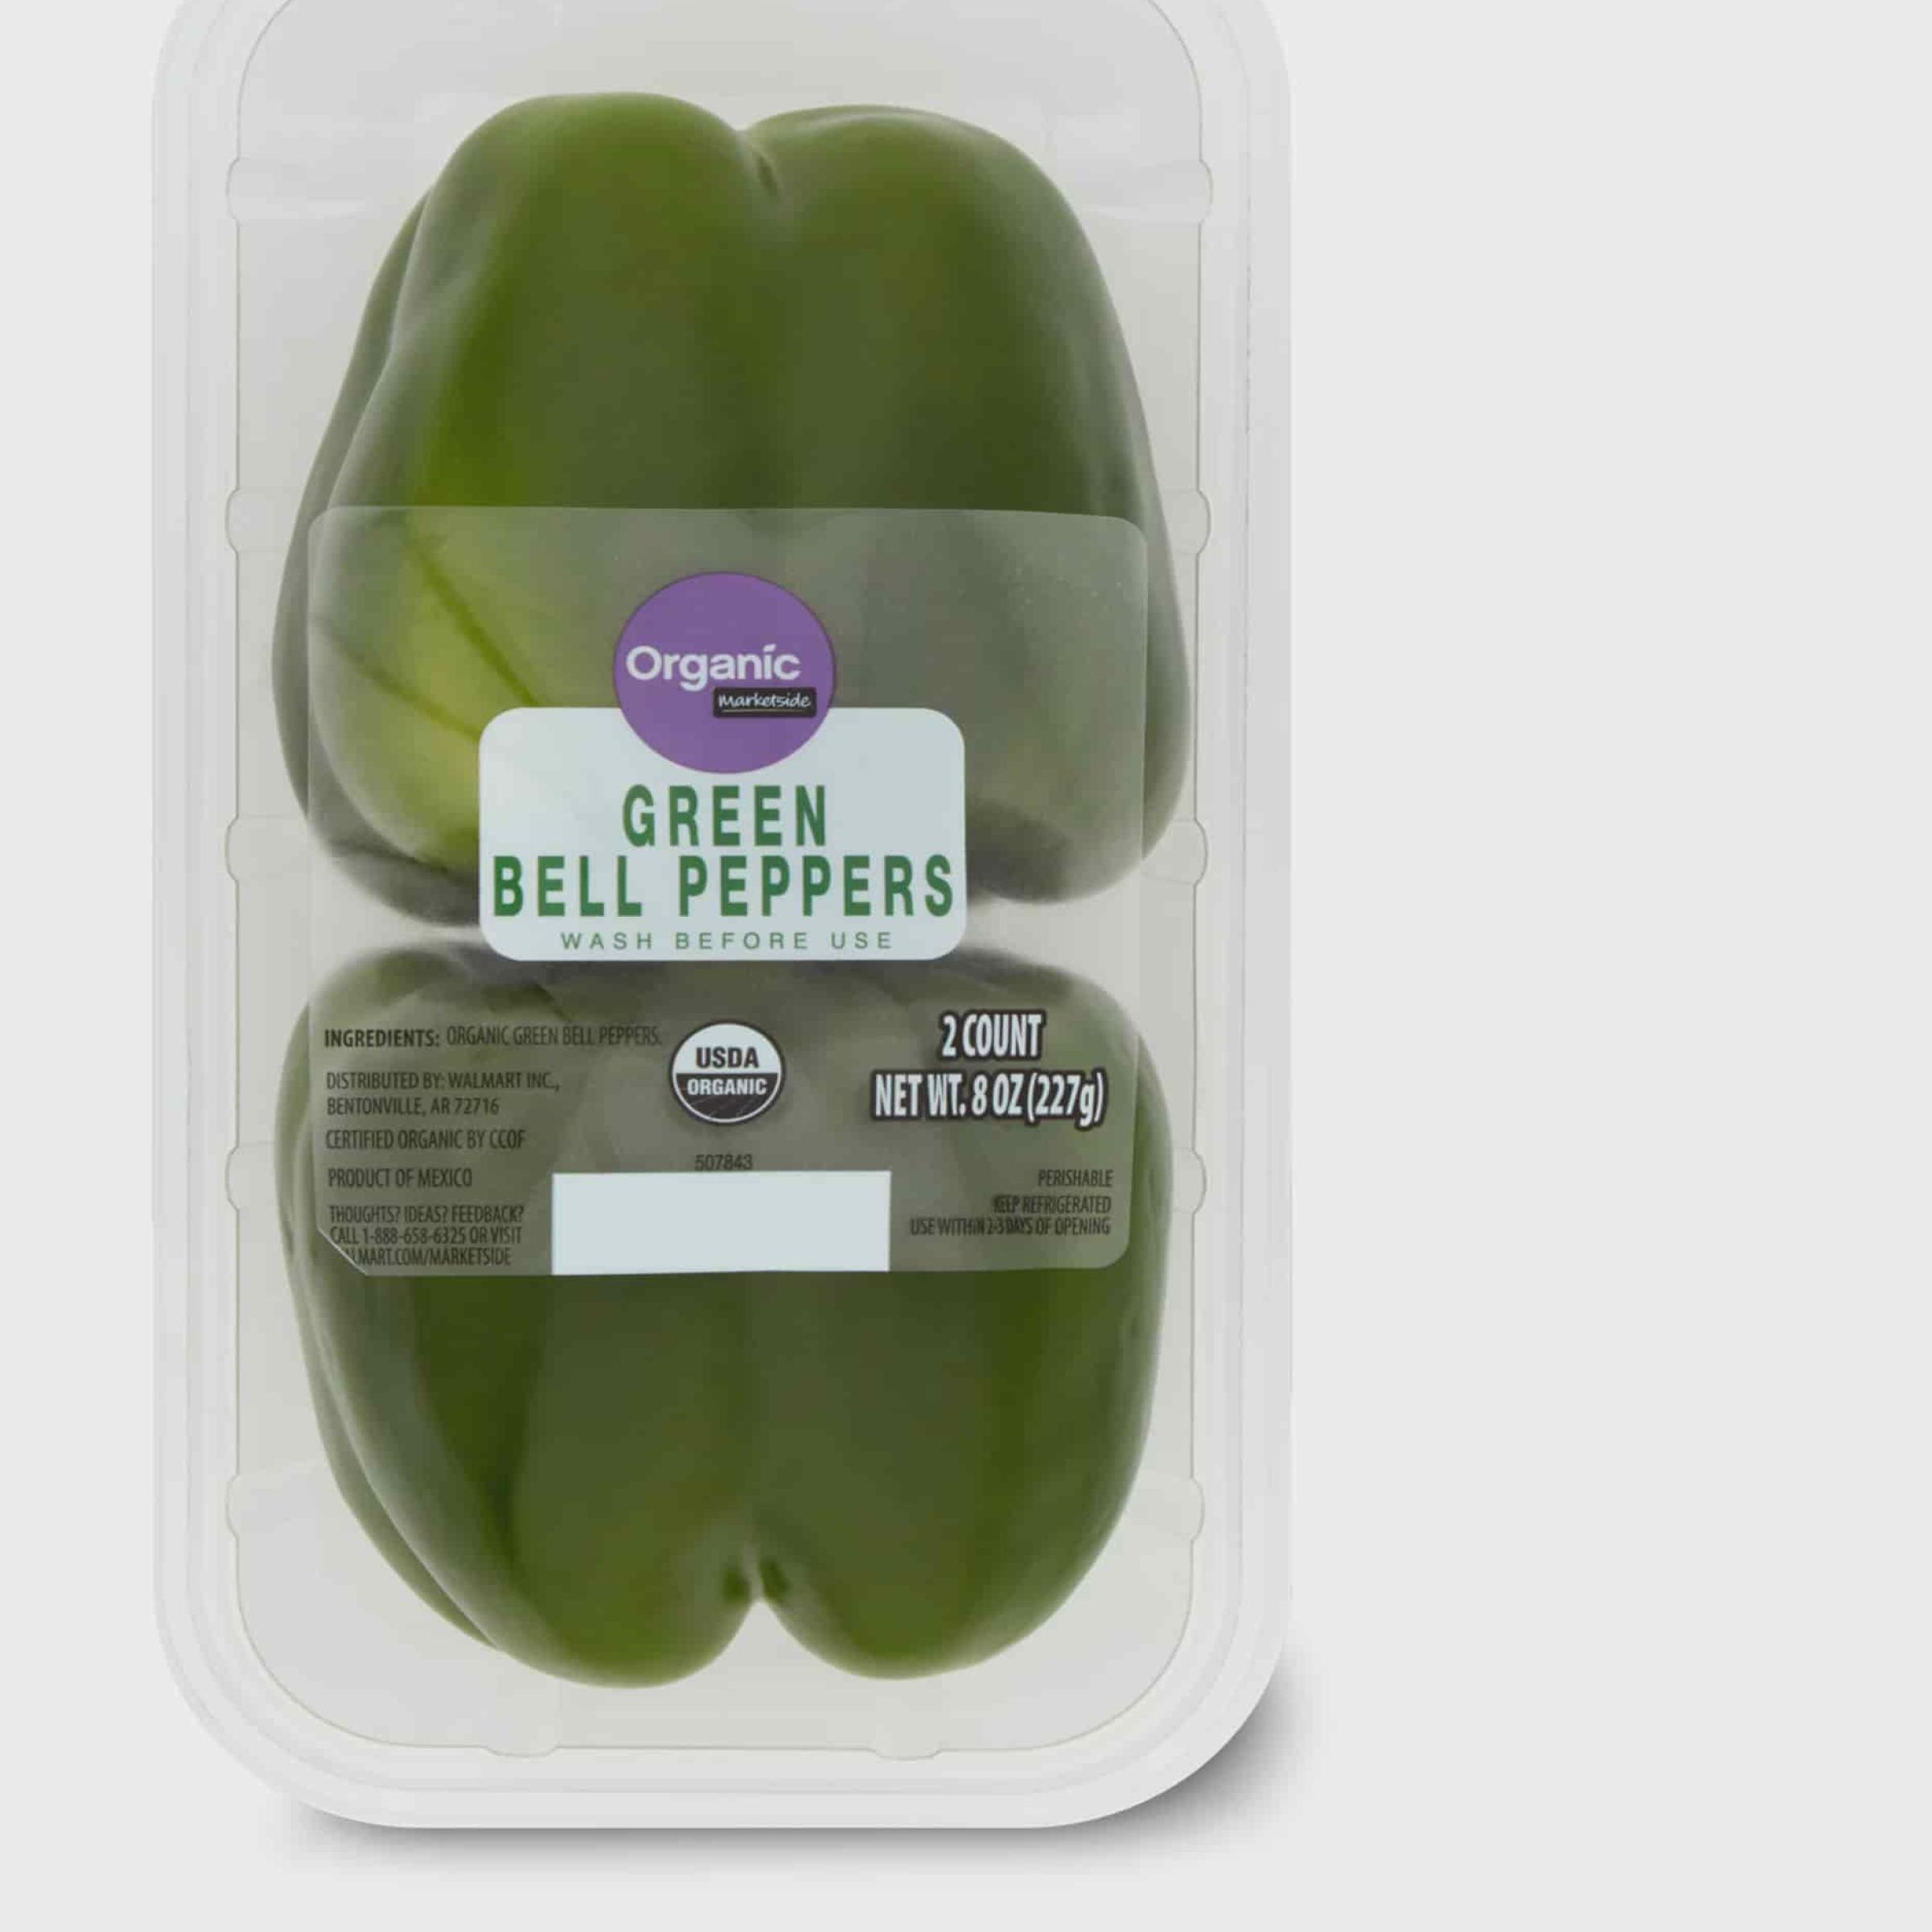 Organic
Marketside
GREEN
BELL PEPPERS
WASH BEFORE USE
INGREDIENTS: ORGANIC GREEN BELL PEPPERS.
DISTRIBUTED BY: WALMART INC.,
BENTONVILLE, AR 72716
CERTIFIED ORGANIC BY CCOF
PRODUCT OF MEXICO
THOUGHTS? IDEAS? FEEDBACK?
CALL 1-888-658-6325 OR VISIT
WALMART.COM/MARKETSIDE
USDA
ORGANIC
507843
2 COUNT
NET WT. 8 OZ (227g)
PERISHABLE
KEEP REFRIGERATED
USE WITHIN 2-3 DAYS OF OPENING